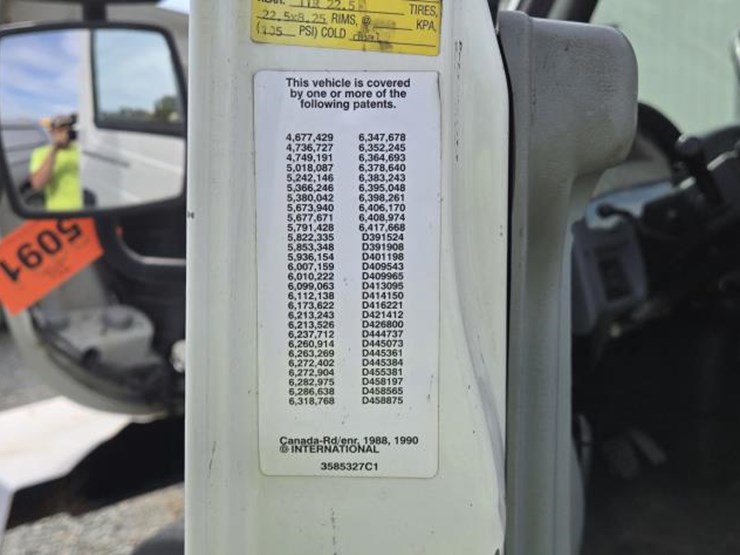 11R 22.5 TIRES,
22.5x8.25 RIMS, KPA,
PSI) COLD dual
This vehicle is covered
by one or more of the
following patents.
4,677,429 6,347,678
4,736,727 6,352,245
4,749,191 6,364,693
5,018,087 6,378,640
5,242,146 6,383,243
5,366,246 6,395,048
5,380,042 6,398,261
5,673,940 6,406,170
5,677,671 6,408,974
5,791,428 6,417,668
5,822,335 D391524
5,853,348 D391908
5,936,154 D401198
6,007,159 D409543
6,010,222 D409965
6,099,063 D413095
6,112,138 D414150
6,173,622 D416221
6,213,243 D421412
6,213,526 D426800
6,237,712 D444737
6,260,914 D445073
6,263,269 D445361
6,272,402 D445384
6,272,904 D455381
6,282,975 D458197
6,286,638 D458565
6,318,768 D458875
Canada-Rd/enr. 1988, 1990
® INTERNATIONAL
3585327C1
5091